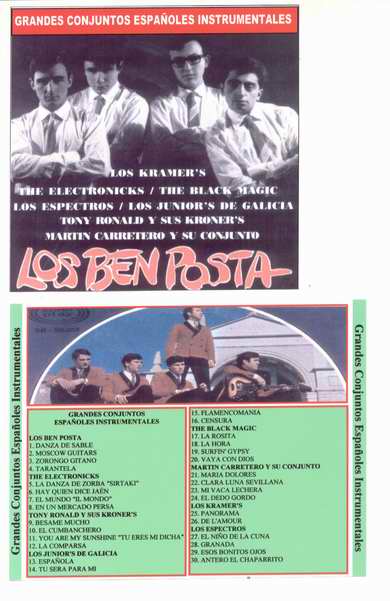 GRANDES CONJUNTOS ESPAÑOLES INSTRUMENTALES
LOS KRAMER'S
THE ELECTRONICKS / THE BLACK MAGIC
LOS ESPECTROS / LOS JUNIOR'S DE GALICIA
TONY RONALD Y SUS KRONER'S
MARTIN CARRETERO Y SU CONJUNTO
LOS BEN POSTA
Grandes Conjuntos Españoles Instrumentales
GRANDES CONJUNTOS
ESPAÑOLES INSTRUMENTALES
LOS BEN POSTA
1. DANZA DE SABLE
2. MOSCOW GUITARS
3. ZORONGO GITANO
4. TARANTELA
THE ELECTRONICKS
5. LA DANZA DE ZORBA "SIRTAKI"
6. HAY QUIEN DICE JAÉN
7. EL MUNDO "IL MONDO"
8. EN UN MERCADO PERSA
TONY RONALD Y SUS KRONER'S
9. BESAME MUCHO
10. EL CUMBANCHERO
11. YOU ARE MY SUNSHINE "TU ERES MI DICHA"
12. LA COMPARSA
LOS JUNIOR'S DE GALICIA
13. ESPAÑOLA
14. TU SERA PARA MI
15. FLAMENCOMANIA
16. CENSURA
THE BLACK MAGIC
17. LA ROSITA
18. LA HORA
19. SURFIN' GYPSY
20. VAYA CON DIOS
MARTIN CARRETERO Y SU CONJUNTO
21. MARIA DOLORES
22. CLARA LUNA SEVILLANA
23. MI VACA LECHERA
24. EL DEDO GORDO
LOS KRAMER'S
25. PANORAMA
26. DE L'AMOUR
LOS ESPECTROS
27. EL NIÑO DE LA CUNA
28. GRANADA
29. ESOS BONITOS OJOS
30. ANTERO EL CHAPARRITO
Grandes Conjuntos Españoles Instrumentales